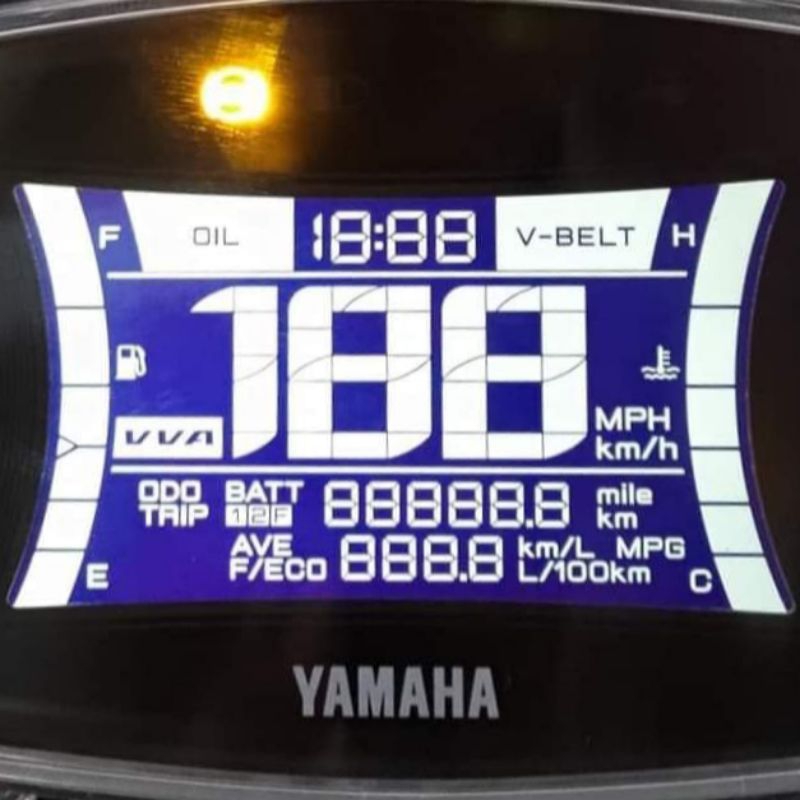 F OIL 18:88 V-BELT H
188
VVA
MPH
km/h
ODO BATT 88888.8 mile
TRIP 12F km
AVE 888.8 km/L MPG
F/ECO L/100km
E C
YAMAHA